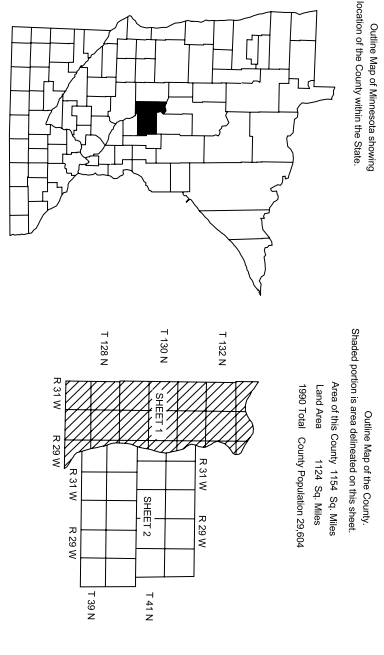 Outline Map of Minnesota showing
location of the County within the State.
Outline Map of the County.
Shaded portion is area delineated on this sheet.
Area of this County 1154 Sq. Miles
Land Area 1124 Sq. Miles
1990 Total County Population 29,604
T 132 N
T 130 N
T 128 N
R 31 W
R 29 W
SHEET 1
R 31 W
R 29 W
SHEET 2
R 31 W
R 29 W
T 41 N
T 39 N